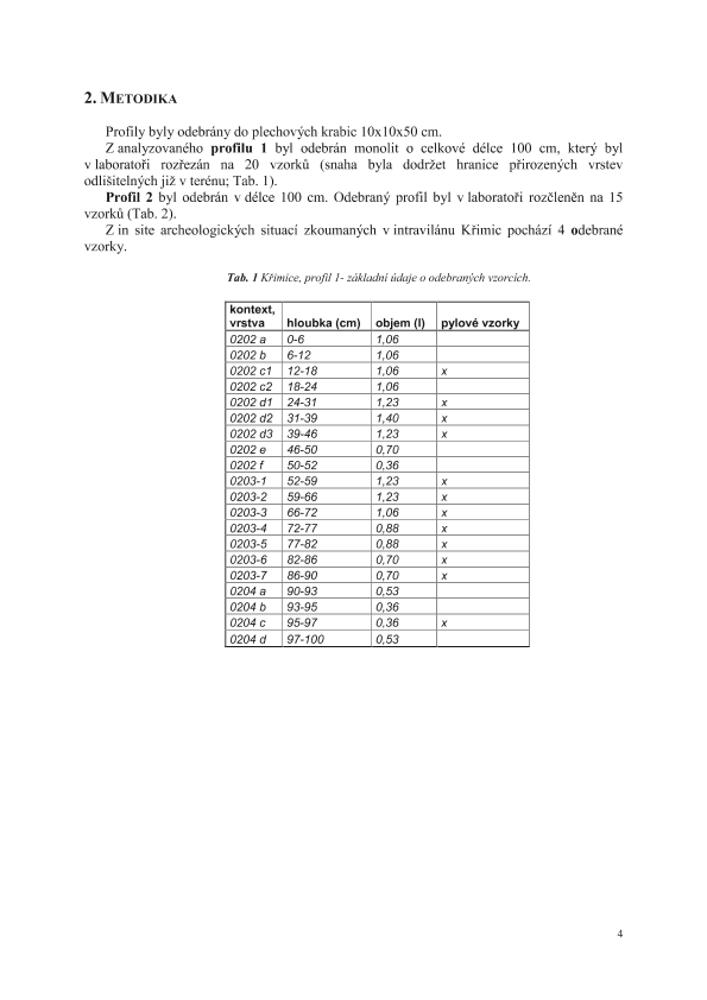 2. METODIKA
Profily byly odebrány do plechových krabic 10x10x50 cm.
Z analyzovaného profilu 1 byl odebrán monolit o celkové délce 100 cm, který byl
v laboratoři rozřezán na 20 vzorků (snaha byla dodržet hranice přirozených vrstev
odlišitelných již v terénu; Tab. 1).
Profil 2 byl odebrán v délce 100 cm. Odebraný profil byl v laboratoři rozčleněn na 15
vzorků (Tab. 2).
Z in site archeologických situací zkoumaných v intravilánu Křimic pochází 4 odebrané
vzorky.
Tab. 1 Křimice, profil 1- základní údaje o odebraných vzorcích.
kontext,
vrstva hloubka (cm) objem (l) pylové vzorky
0202 a 0-6 1,06
0202 b 6-12 1,06
0202 c1 12-18 1,06 x
0202 c2 18-24 1,06
0202 d1 24-31 1,23 x
0202 d2 31-39 1,40 x
0202 d3 39-46 1,23 x
0202 e 46-50 0,70
0202 f 50-52 0,36
0203-1 52-59 1,23 x
0203-2 59-66 1,23 x
0203-3 66-72 1,06 x
0203-4 72-77 0,88 x
0203-5 77-82 0,88 x
0203-6 82-86 0,70 x
0203-7 86-90 0,70 x
0204 a 90-93 0,53
0204 b 93-95 0,36
0204 c 95-97 0,36 x
0204 d 97-100 0,53
4